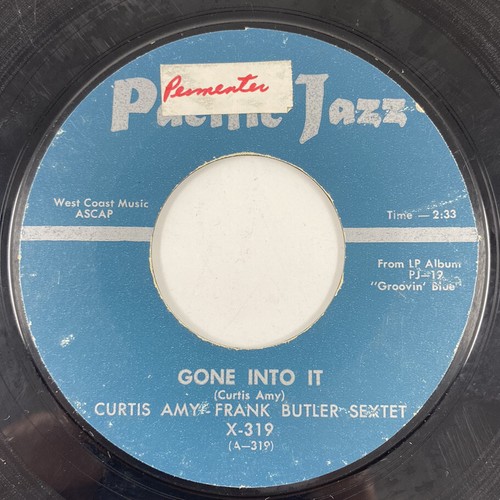 Permenter
Pacific Jazz
West Coast Music
ASCAP
Time — 2:33
From LP Album
PJ—19
"Groovin' Blue"
GONE INTO IT
(Curtis Amy)
CURTIS AMY- FRANK BUTLER SEXTET
X-319
(A—319)